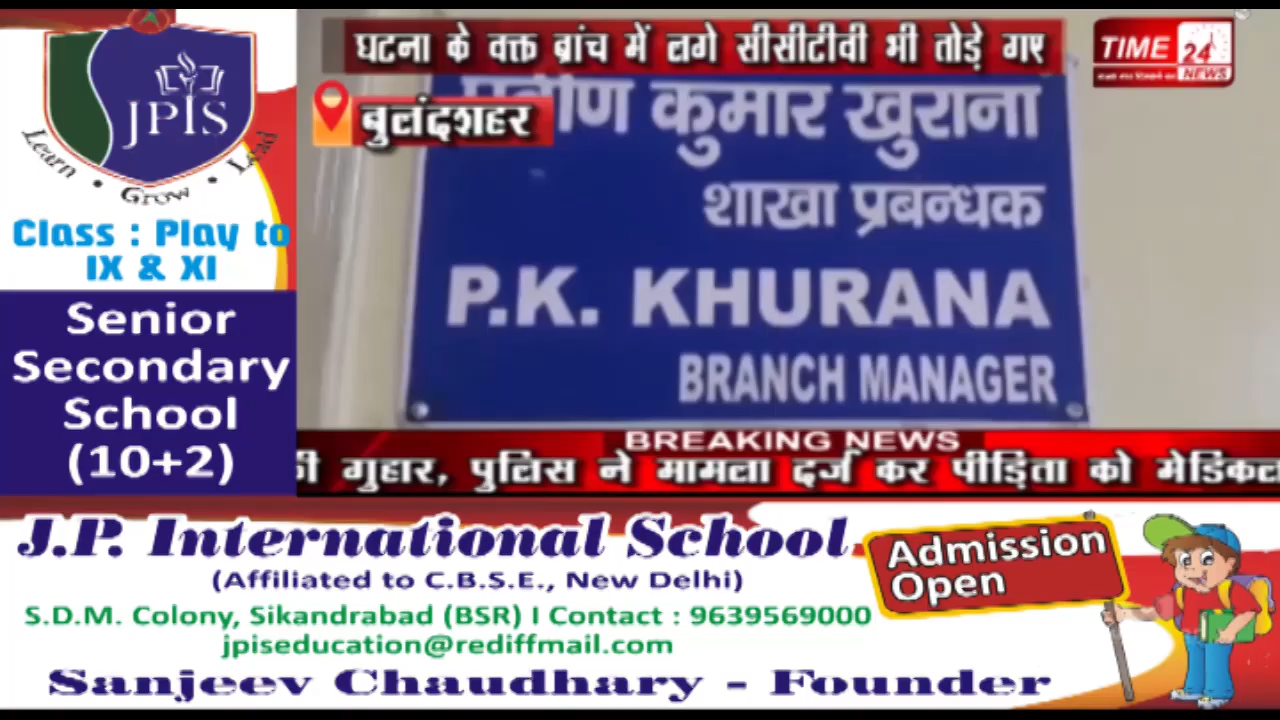 JPIS
Learn • Grow • Lead
Class : Play to
IX & XI
Senior
Secondary
School
(10+2)
घटना के वक्त ब्रांच में लगे सीसीटीवी भी तोड़े गए
TIME 24
NEWS
बुलंदशहर
कुमार खुराना
शाखा प्रबन्धक
P.K. KHURANA
BRANCH MANAGER
BREAKING NEWS
की गुहार, पुलिस ने मामला दर्ज कर पीड़िता को मेडिकल
J.P. International School
(Affiliated to C.B.S.E., New Delhi)
S.D.M. Colony, Sikandrabad (BSR) I Contact : 9639569000
jpiseducation@rediffmail.com
Sanjeev Chaudhary - Founder
Admission
Open